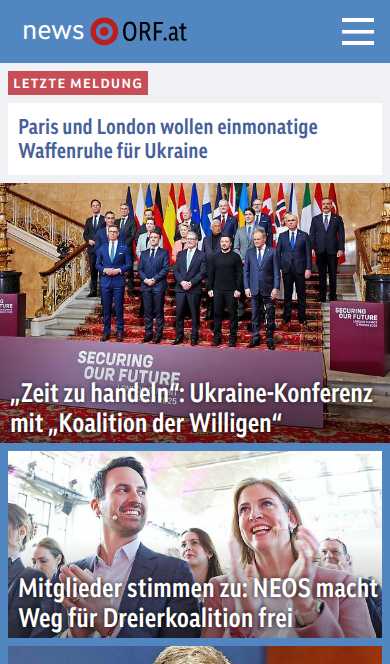 news ORF.at
LETZTE MELDUNG
Paris und London wollen einmonatige
Waffenruhe für Ukraine
SECURING
OUR FUTURE
SECURING
OUR FUTURE
„Zeit zu handeln“: Ukraine-Konferenz
mit „Koalition der Willigen“
Mitglieder stimmen zu: NEOS macht
Weg für Dreierkoalition frei